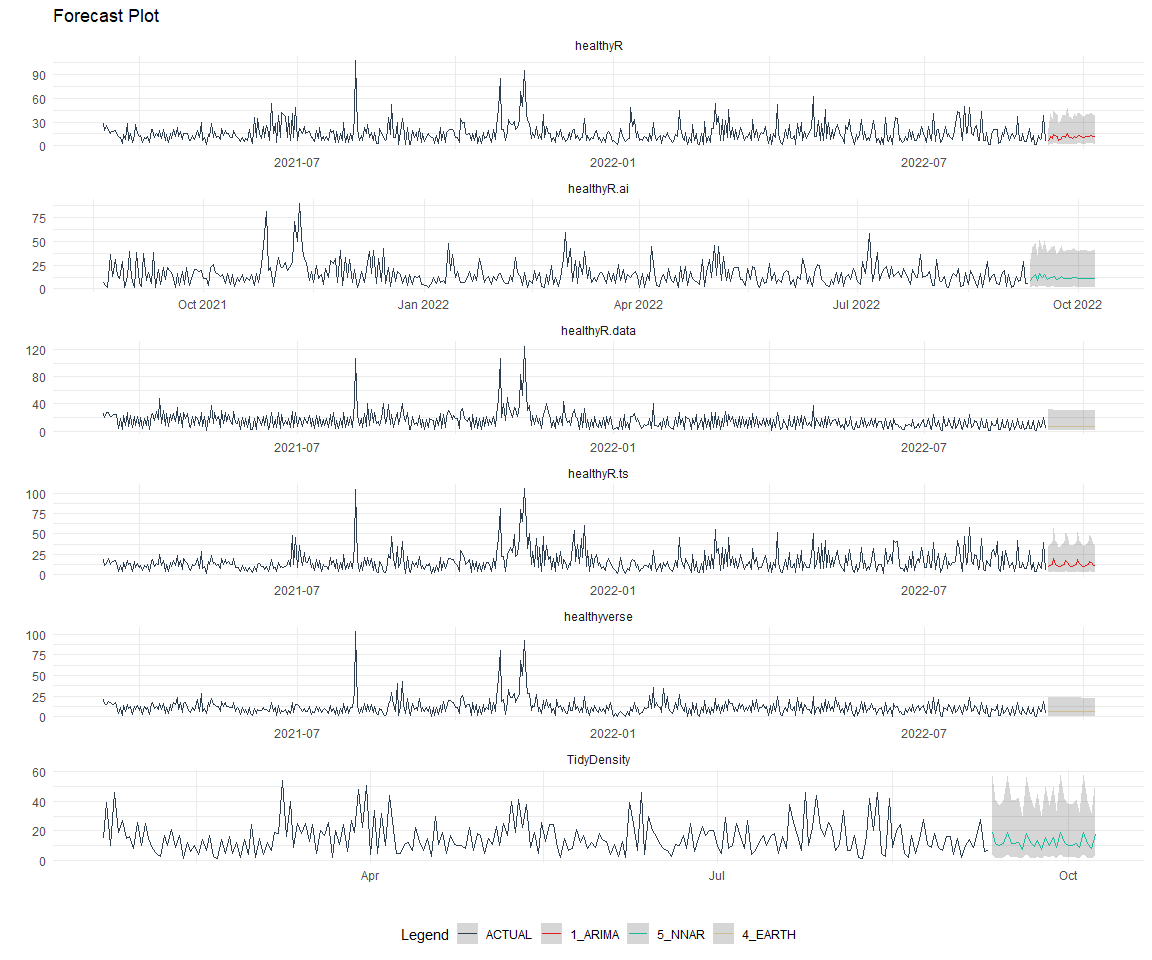 Forecast Plot
healthyR
90
60
30
0
2021-07 2022-01 2022-07
healthyR.ai
75
50
25
0
Oct 2021 Jan 2022 Apr 2022 Jul 2022 Oct 2022
healthyR.data
120
80
40
0
2021-07 2022-01 2022-07
healthyR.ts
100
75
50
25
0
2021-07 2022-01 2022-07
healthyverse
100
75
50
25
0
2021-07 2022-01 2022-07
TidyDensity
60
40
20
0
Apr Jul Oct
Legend ACTUAL 1_ARIMA 5_NNAR 4_EARTH